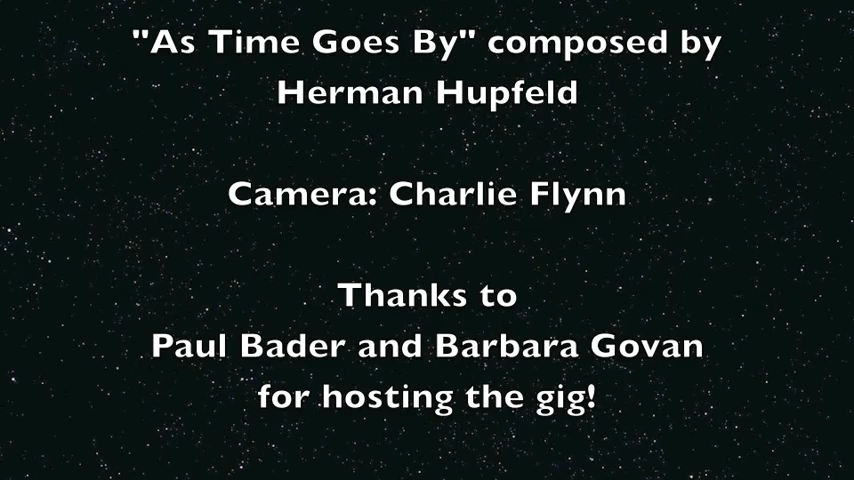 "As Time Goes By" composed by
Herman Hupfeld
Camera: Charlie Flynn
Thanks to
Paul Bader and Barbara Govan
for hosting the gig!